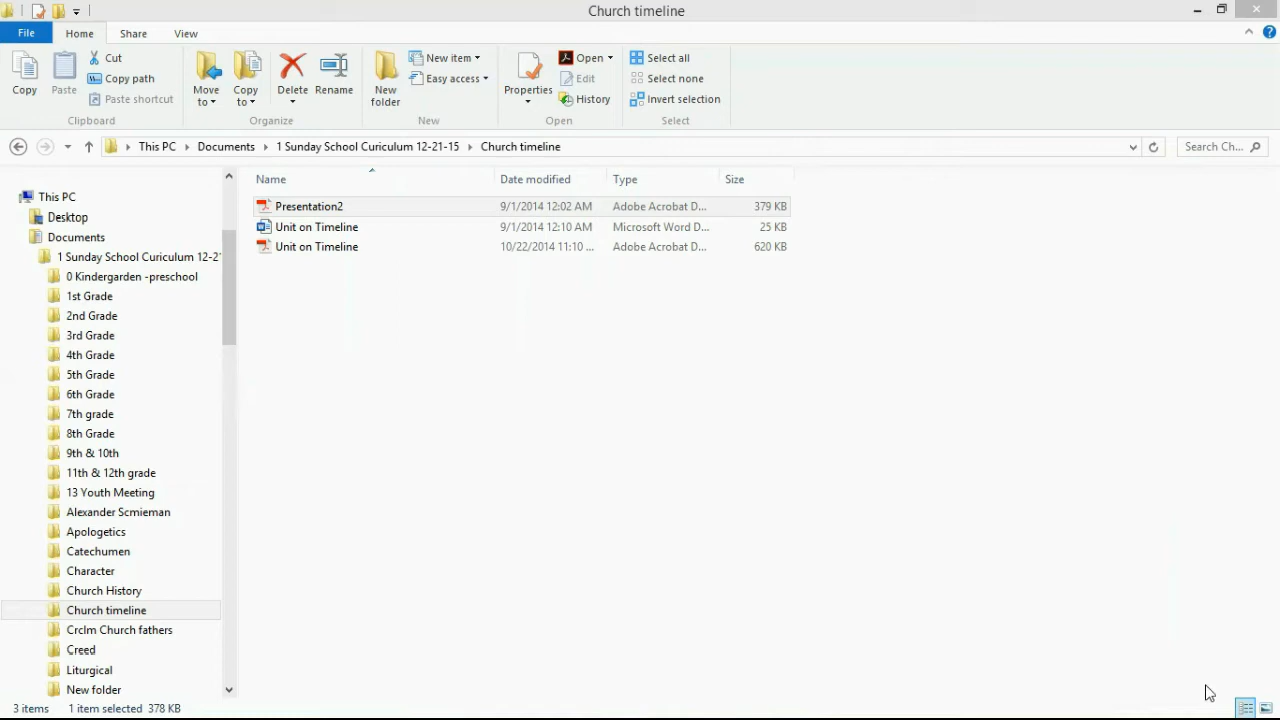 Church timeline
File Home Share View
Copy
Paste
Cut
Copy path
Paste shortcut
Clipboard
Move to
Copy to
Delete
Rename
Organize
New folder
New item
Easy access
New
Properties
Open
Edit
History
Open
Select all
Select none
Invert selection
Select
This PC Documents 1 Sunday School Curiculum 12-21-15 Church timeline
Search Ch...
This PC
Desktop
Documents
1 Sunday School Curiculum 12-2
0 Kindergarden -preschool
1st Grade
2nd Grade
3rd Grade
4th Grade
5th Grade
6th Grade
7th grade
8th Grade
9th & 10th
11th & 12th grade
13 Youth Meeting
Alexander Scmieman
Apologetics
Catechumen
Character
Church History
Church timeline
Crclm Church fathers
Creed
Liturgical
New folder
Name Date modified Type Size
Presentation2 9/1/2014 12:02 AM Adobe Acrobat D... 379 KB
Unit on Timeline 9/1/2014 12:10 AM Microsoft Word D... 25 KB
Unit on Timeline 10/22/2014 11:10 ... Adobe Acrobat D... 620 KB
3 items 1 item selected 378 KB